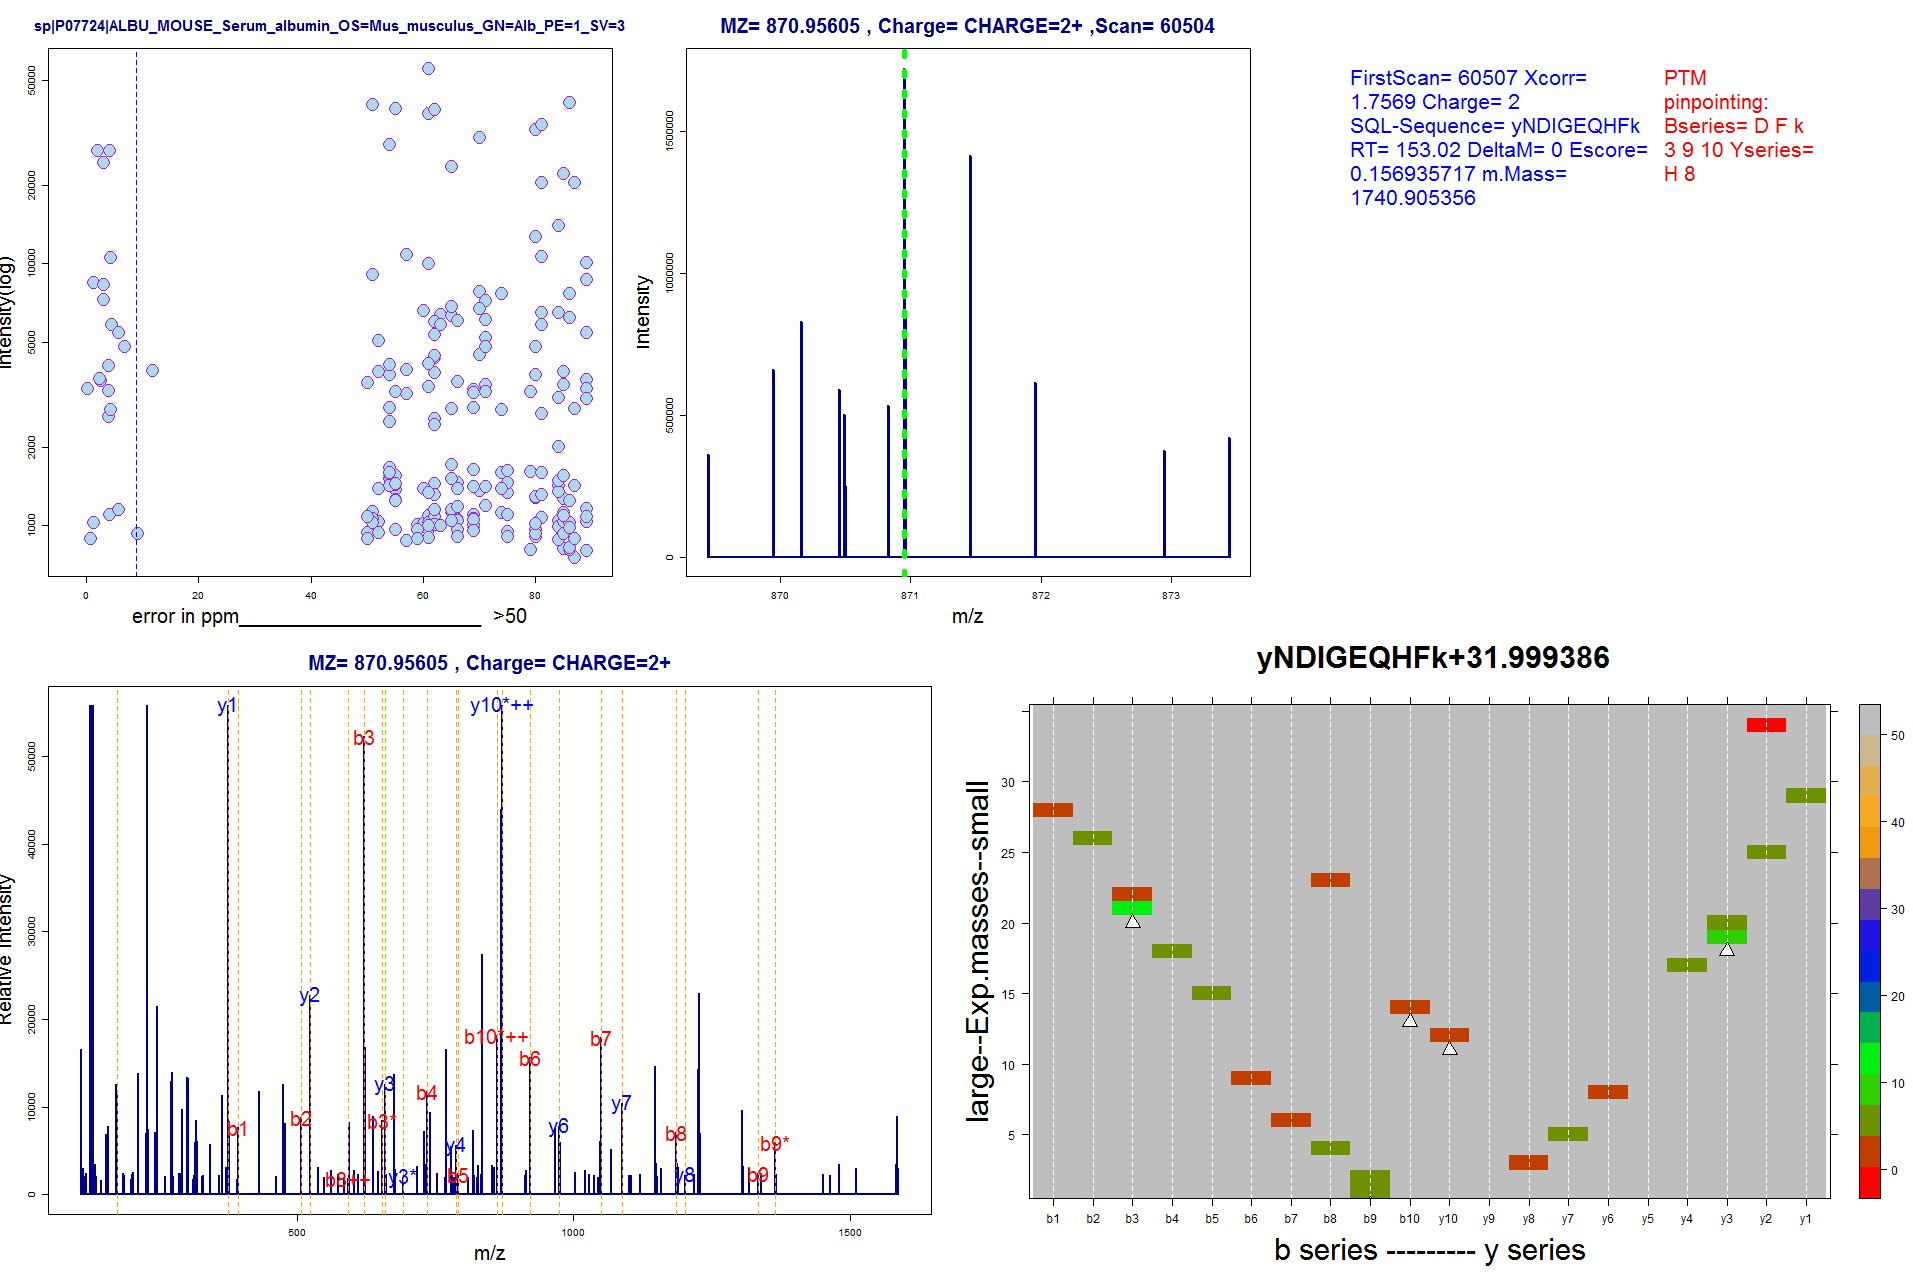 sp|P07724|ALBU_MOUSE_Serum_albumin_OS=Mus_musculus_GN=Alb_PE=1_SV=3
50000
20000
10000
5000
2000
1000
Intensity(log)
0
20
40
60
80
error in ppm______________________ >50
MZ= 870.95605 , Charge= CHARGE=2+ ,Scan= 60504
1500000
1000000
500000
0
Intensity
870
871
872
873
m/z
FirstScan= 60507 Xcorr=
1.7569 Charge= 2
SQL-Sequence= yNDIGEQHFk
RT= 153.02 DeltaM= 0 Escore=
0.156935717 m.Mass=
1740.905356
PTM
pinpointing:
Bseries= D F k
3 9 10 Yseries=
H 8
MZ= 870.95605 , Charge= CHARGE=2+
50000
40000
30000
20000
10000
0
Relative Intensity
y1
y10*++
b3
y2
b10*++
b7
b6
y3
b4
y7
b3*
b2
b1
y6
b8
y4
b9*
b8++
y3*
b5
y8
b9
500
1000
1500
m/z
yNDIGEQHFk+31.999386
30
25
20
15
10
5
large--Exp.masses--small
b1 b2 b3 b4 b5 b6 b7 b8 b9 b10 y10 y9 y8 y7 y6 y5 y4 y3 y2 y1
b series --------- y series
50
40
30
20
10
0